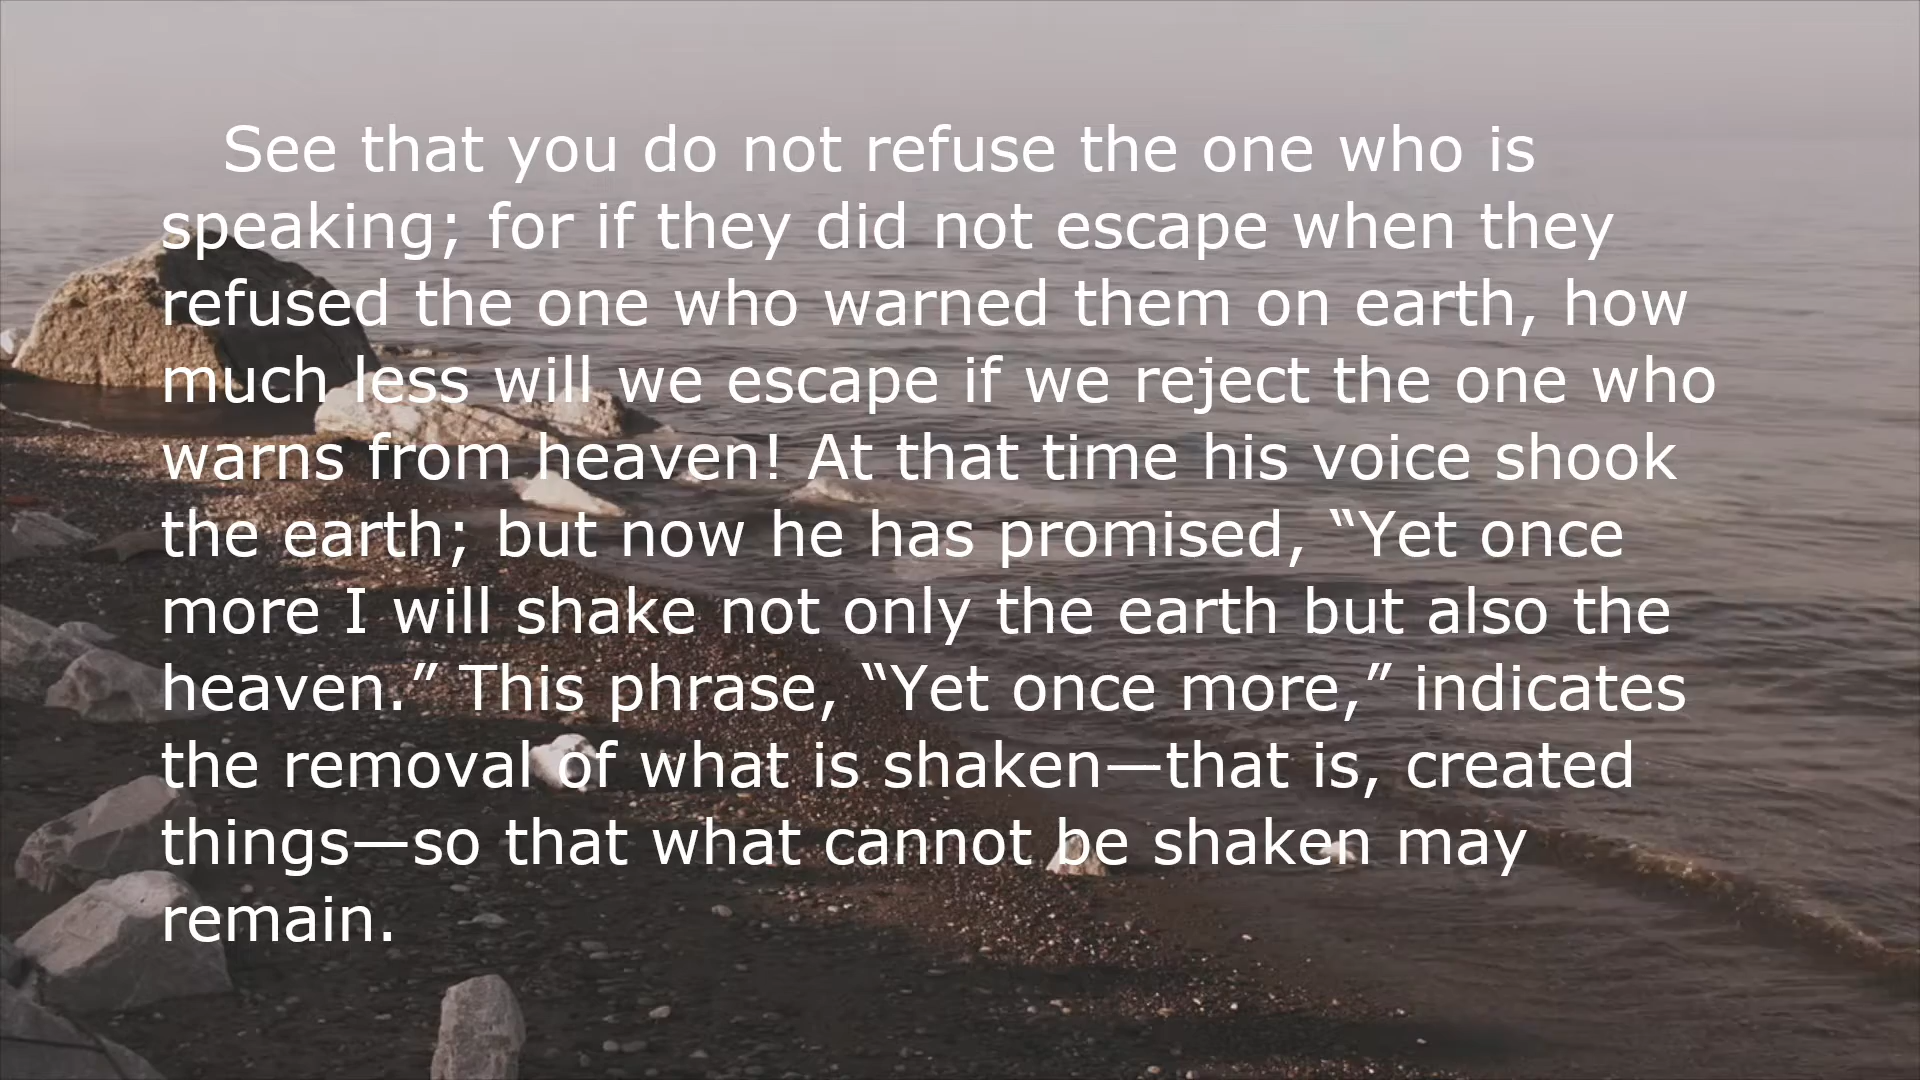 See that you do not refuse the one who is
speaking; for if they did not escape when they
refused the one who warned them on earth, how
much less will we escape if we reject the one who
warns from heaven! At that time his voice shook
the earth; but now he has promised, “Yet once
more I will shake not only the earth but also the
heaven.” This phrase, “Yet once more,” indicates
the removal of what is shaken—that is, created
things—so that what cannot be shaken may
remain.